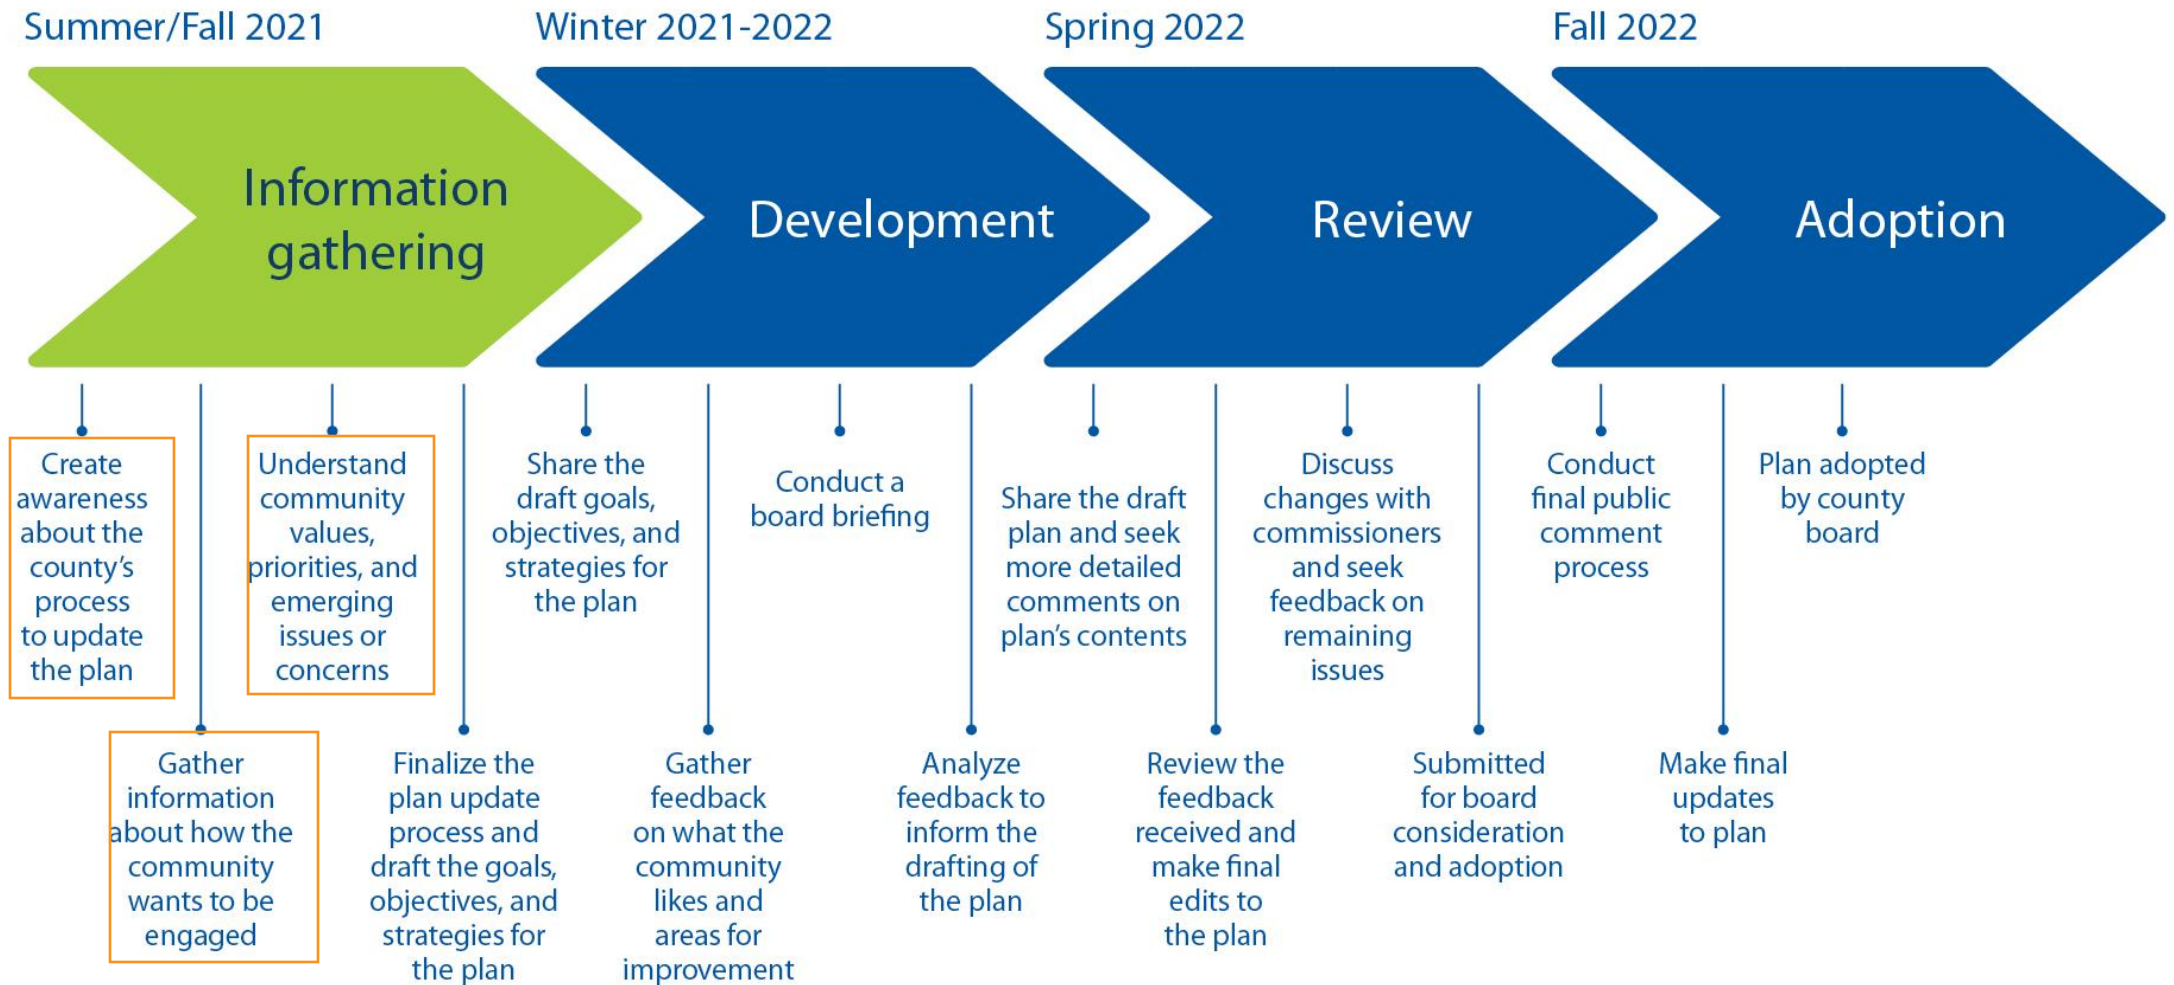 Summer/Fall 2021
Winter 2021-2022
Spring 2022
Fall 2022
Information
gathering
Development
Review
Adoption
Create
awareness
about the
county’s
process
to update
the plan
Gather
information
about how the
community
wants to be
engaged
Understand
community
values,
priorities, and
emerging
issues or
concerns
Finalize the
plan update
process and
draft the goals,
objectives, and
strategies for
the plan
Share the
draft goals,
objectives, and
strategies for
the plan
Gather
feedback
on what the
community
likes and
areas for
improvement
Conduct a
board briefing
Analyze
feedback to
inform the
drafting of
the plan
Share the draft
plan and seek
more detailed
comments on
plan’s contents
Review the
feedback
received and
make final
edits to
the plan
Discuss
changes with
commissioners
and seek
feedback on
remaining
issues
Submitted
for board
consideration
and adoption
Conduct
final public
comment
process
Make final
updates
to plan
Plan adopted
by county
board